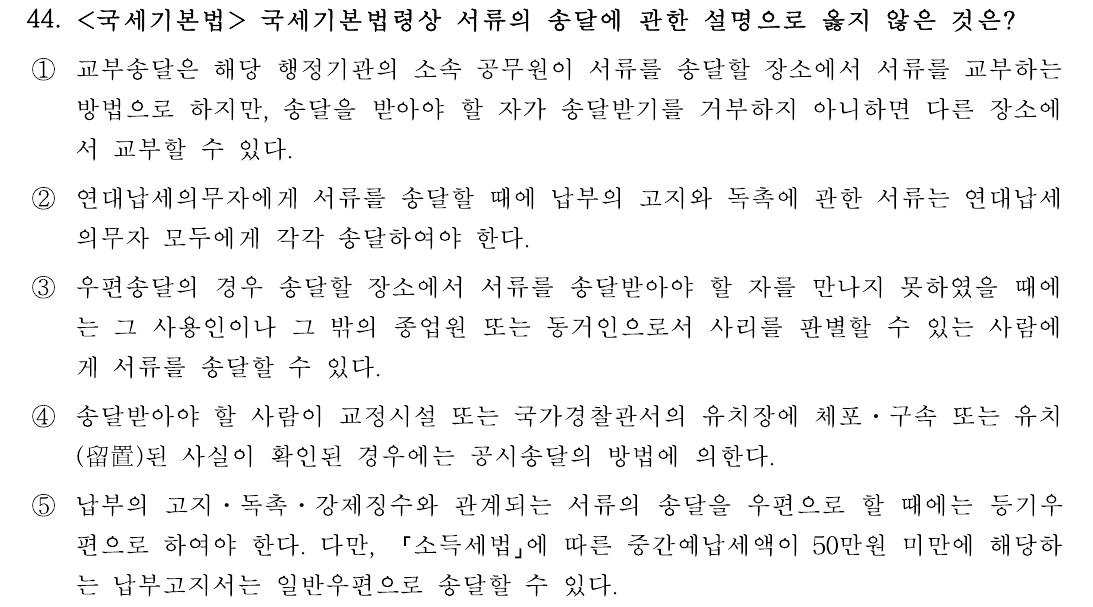 44. <국세기본법> 국세기본법령상 서류의 송달에 관한 설명으로 옳지 않은 것은?
① 교부송달은 해당 행정기관의 소속 공무원이 서류를 송달할 장소에서 서류를 교부하는
방법으로 하지만, 송달을 받아야 할 자가 송달받기를 거부하지 아니하면 다른 장소에
서 교부할 수 있다.
② 연대납세의무자에게 서류를 송달할 때에 납부의 고지와 독촉에 관한 서류는 연대납세
의무자 모두에게 각각 송달하여야 한다.
③ 우편송달의 경우 송달할 장소에서 서류를 송달받아야 할 자를 만나지 못하였을 때에
는 그 사용인이나 그 밖의 종업원 또는 동거인으로서 사리를 판별할 수 있는 사람에
게 서류를 송달할 수 있다.
④ 송달받아야 할 사람이 교정시설 또는 국가경찰관서의 유치장에 체포·구속 또는 유치
(留置)된 사실이 확인된 경우에는 공시송달의 방법에 의한다.
⑤ 납부의 고지·독촉·강제징수와 관계되는 서류의 송달을 우편으로 할 때에는 등기우
편으로 하여야 한다. 다만, 「소득세법」에 따른 중간예납세액이 50만원 미만에 해당하
는 납부고지서는 일반우편으로 송달할 수 있다.